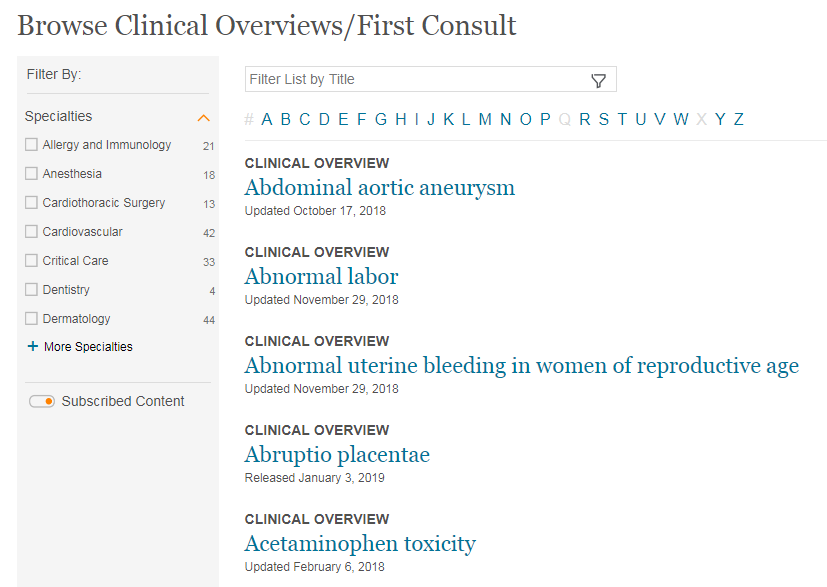 Browse Clinical Overviews/First Consult
Filter By:
Specialties
Allergy and Immunology 21
Anesthesia 18
Cardiothoracic Surgery 13
Cardiovascular 42
Critical Care 33
Dentistry 4
Dermatology 44
+ More Specialties
Subscribed Content
Filter List by Title
# A B C D E F G H I J K L M N O P Q R S T U V W X Y Z
CLINICAL OVERVIEW
Abdominal aortic aneurysm
Updated October 17, 2018
CLINICAL OVERVIEW
Abnormal labor
Updated November 29, 2018
CLINICAL OVERVIEW
Abnormal uterine bleeding in women of reproductive age
Updated November 29, 2018
CLINICAL OVERVIEW
Abruptio placentae
Released January 3, 2019
CLINICAL OVERVIEW
Acetaminophen toxicity
Updated February 6, 2018